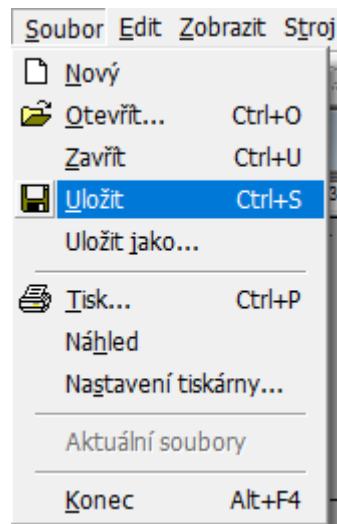 Soubor Edit Zobrazit Stroj
Nový
Otevřít... Ctrl+O
Zavřít Ctrl+U
Uložit Ctrl+S
Uložit jako...
Tisk... Ctrl+P
Náhled
Nastavení tiskárny...
Aktuální soubory
Konec Alt+F4